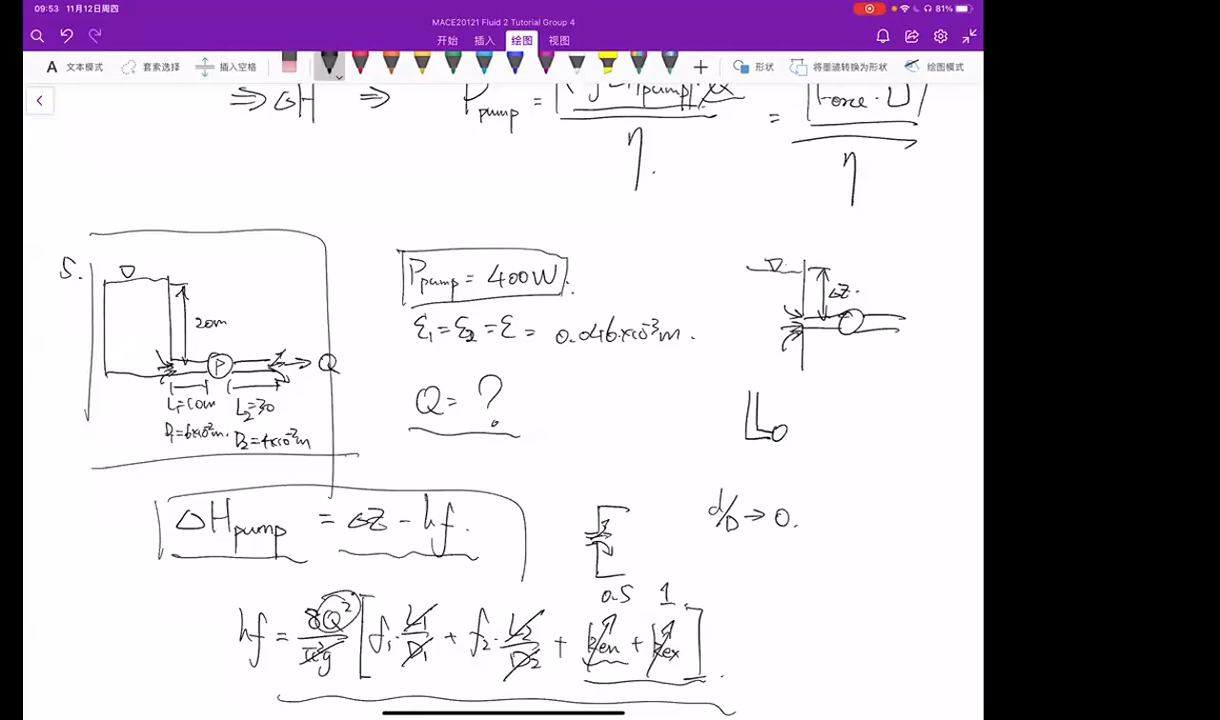 09:53 11月12日周四
81%
MACE20121 Fluid 2 Tutorial Group 4
开始 插入 绘图 视图
A 文本模式 套索选择 插入空格 形状 将墨迹转换为形状 绘图模式
⇒ ΔH ⇒ P_pump = / η = Force · U / η
5.
20m
P
Q
L₁=10m L₂=30
D₁=6×10⁻²m. D₂=4×10⁻²m
P_pump = 400W.
ε₁=ε₂=ε= 0.046×10⁻³m.
Q= ?
ΔZ.
ΔH_pump = ΔZ - hf.
d/D → 0.
0.5 1
hf = 8Q²/π²g [f₁·L₁/D₁ + f₂·L₂/D₂ + ken + kex].